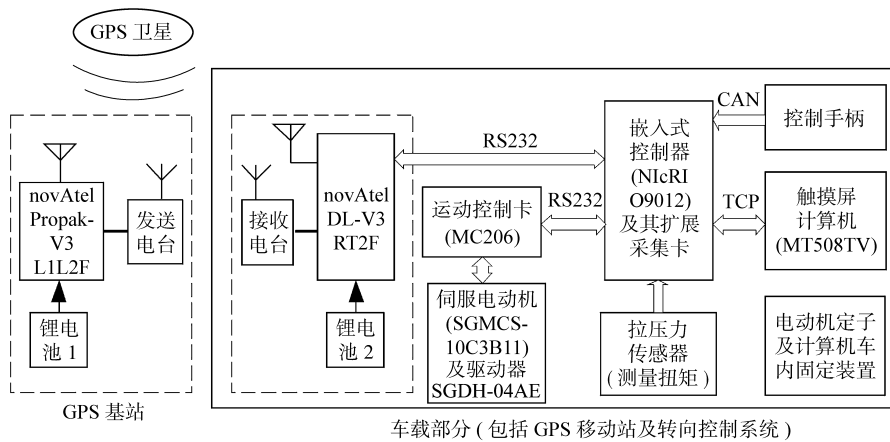 GPS 卫星
novAtel
Propak-
V3
L1L2F
发送
电台
锂电
池 1
GPS 基站
接收
电台
novAtel
DL-V3
RT2F
锂电
池 2
RS232
运动控制卡
(MC206)
RS232
伺服电动机
(SGMCS-
10C3B11)
及驱动器
SGDH-04AE
嵌入式
控制器
(NIcRI
O9012)
及其扩展
采集卡
拉压力
传感器
(测量扭矩)
CAN
控制手柄
TCP
触摸屏
计算机
(MT508TV)
电动机定子
及计算机车
内固定装置
车载部分 ( 包括 GPS 移动站及转向控制系统 )